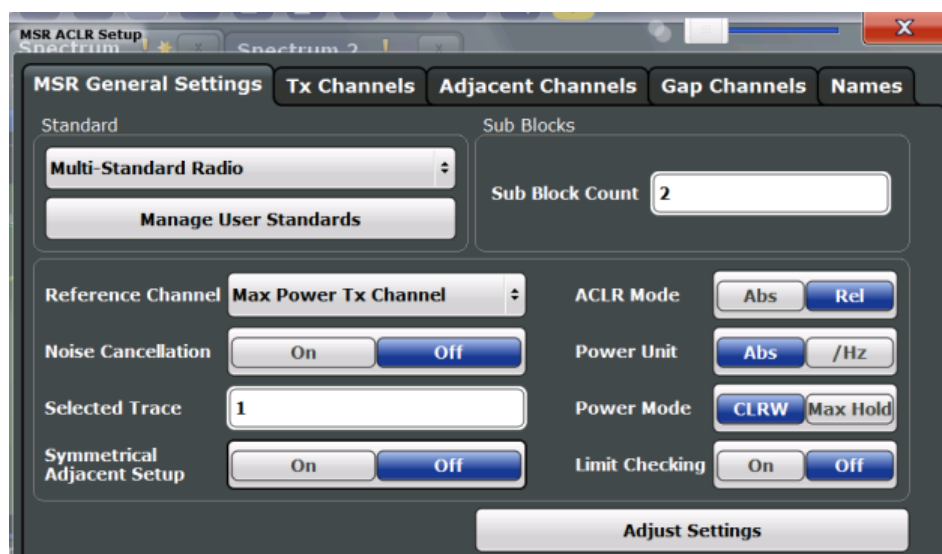 MSR ACLR Setup
Spectrum
Spectrum 2
MSR General Settings
Tx Channels
Adjacent Channels
Gap Channels
Names
Standard
Multi-Standard Radio
Manage User Standards
Sub Blocks
Sub Block Count
2
Reference Channel
Max Power Tx Channel
ACLR Mode
Abs
Rel
Noise Cancellation
On
Off
Power Unit
Abs
/Hz
Selected Trace
1
Power Mode
CLRW
Max Hold
Symmetrical
Adjacent Setup
On
Off
Limit Checking
On
Off
Adjust Settings